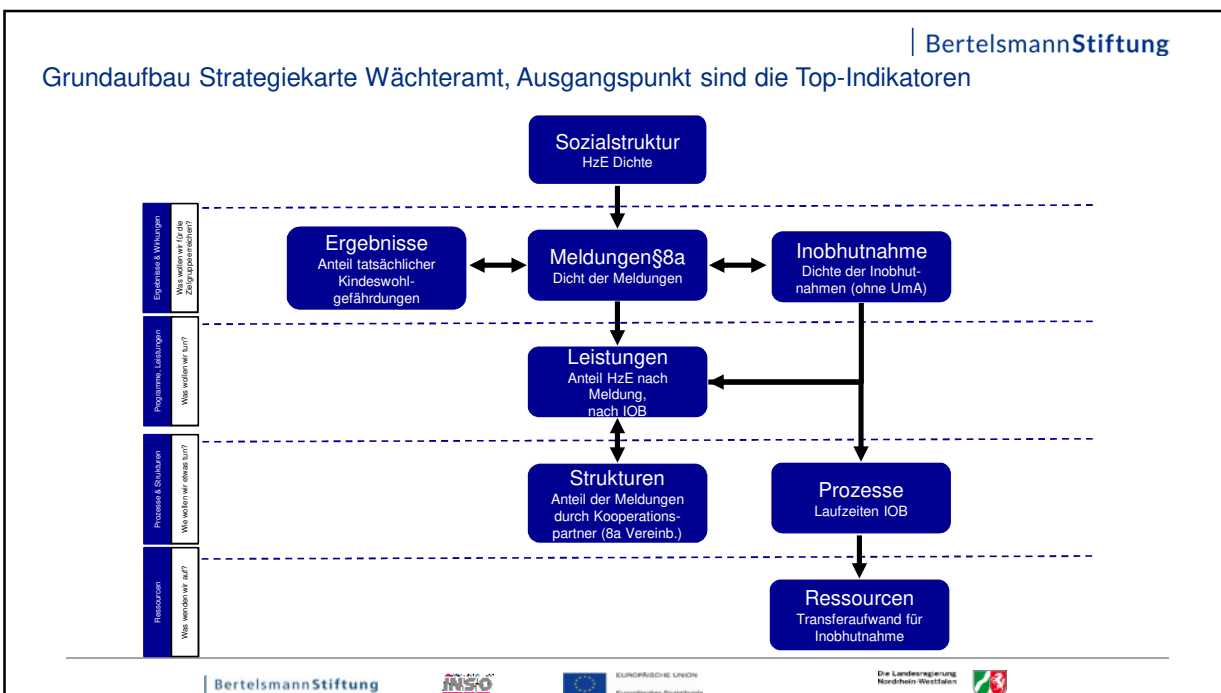 BertelsmannStiftung
Grundaufbau Strategiekarte Wächteramt, Ausgangspunkt sind die Top-Indikatoren
Sozialstruktur
HzE Dichte
Ergebnisse & Wirkungen
Was wollen wir für die
Zielgruppeerreichen?
Ergebnisse
Anteil tatsächlicher
Kindeswohl-
gefährdungen
Meldungen§8a
Dicht der Meldungen
Inobhutnahme
Dichte der Inobhut-
nahmen (ohne UmA)
Programme, Leistungen
Was wollen wir tun?
Leistungen
Anteil HzE nach
Meldung,
nach IOB
Prozesse & Strukturen
Wie wollen wir etwas tun?
Strukturen
Anteil der Meldungen
durch Kooperations-
partner (8a Vereinb.)
Prozesse
Laufzeiten IOB
Ressourcen
Was wenden wir auf?
Ressourcen
Transferaufwand für
Inobhutnahme
BertelsmannStiftung
INSO
EUROPÄISCHE UNION
Die Landesregierung
Nordrhein-Westfalen